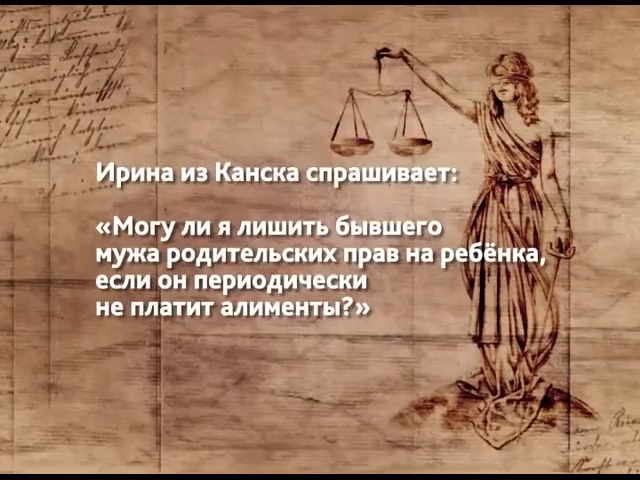 Ирина из Канска спрашивает:
«Могу ли я лишить бывшего
мужа родительских прав на ребёнка,
если он периодически
не платит алименты?»